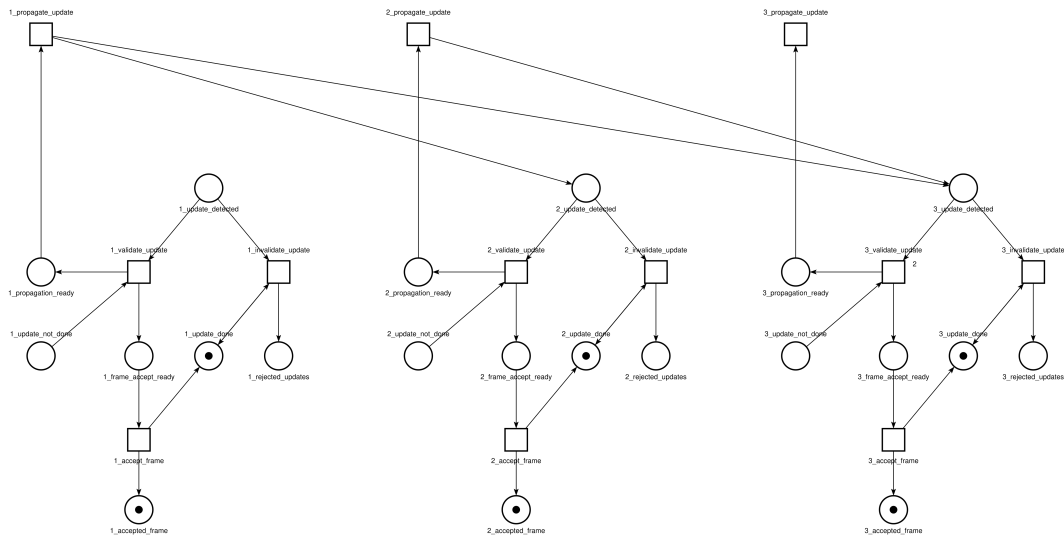 1_propagate_update
2_propagate_update
3_propagate_update
1_update_detected
2_update_detected
3_update_detected
1_validate_update
1_invalidate_update
2_validate_update
2_invalidate_update
3_validate_update
3_invalidate_update
2
1_propagation_ready
2_propagation_ready
3_propagation_ready
1_update_not_done
1_update_done
2_update_not_done
2_update_done
3_update_not_done
3_update_done
1_frame_accept_ready
1_rejected_updates
2_frame_accept_ready
2_rejected_updates
3_frame_accept_ready
3_rejected_updates
1_accept_frame
2_accept_frame
3_accept_frame
1_accepted_frame
2_accepted_frame
3_accepted_frame